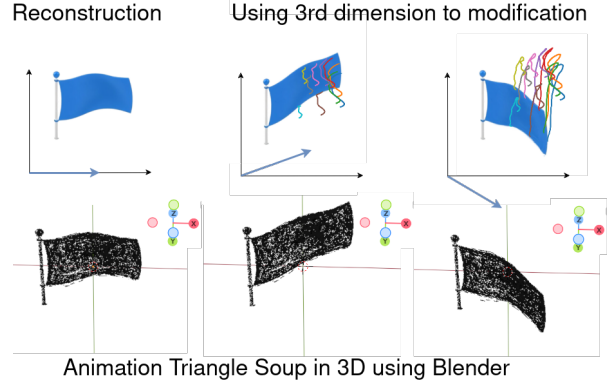 Reconstruction
Using 3rd dimension to modification
Z
X
Y
Z
X
Y
Z
X
Y
Animation Triangle Soup in 3D using Blender